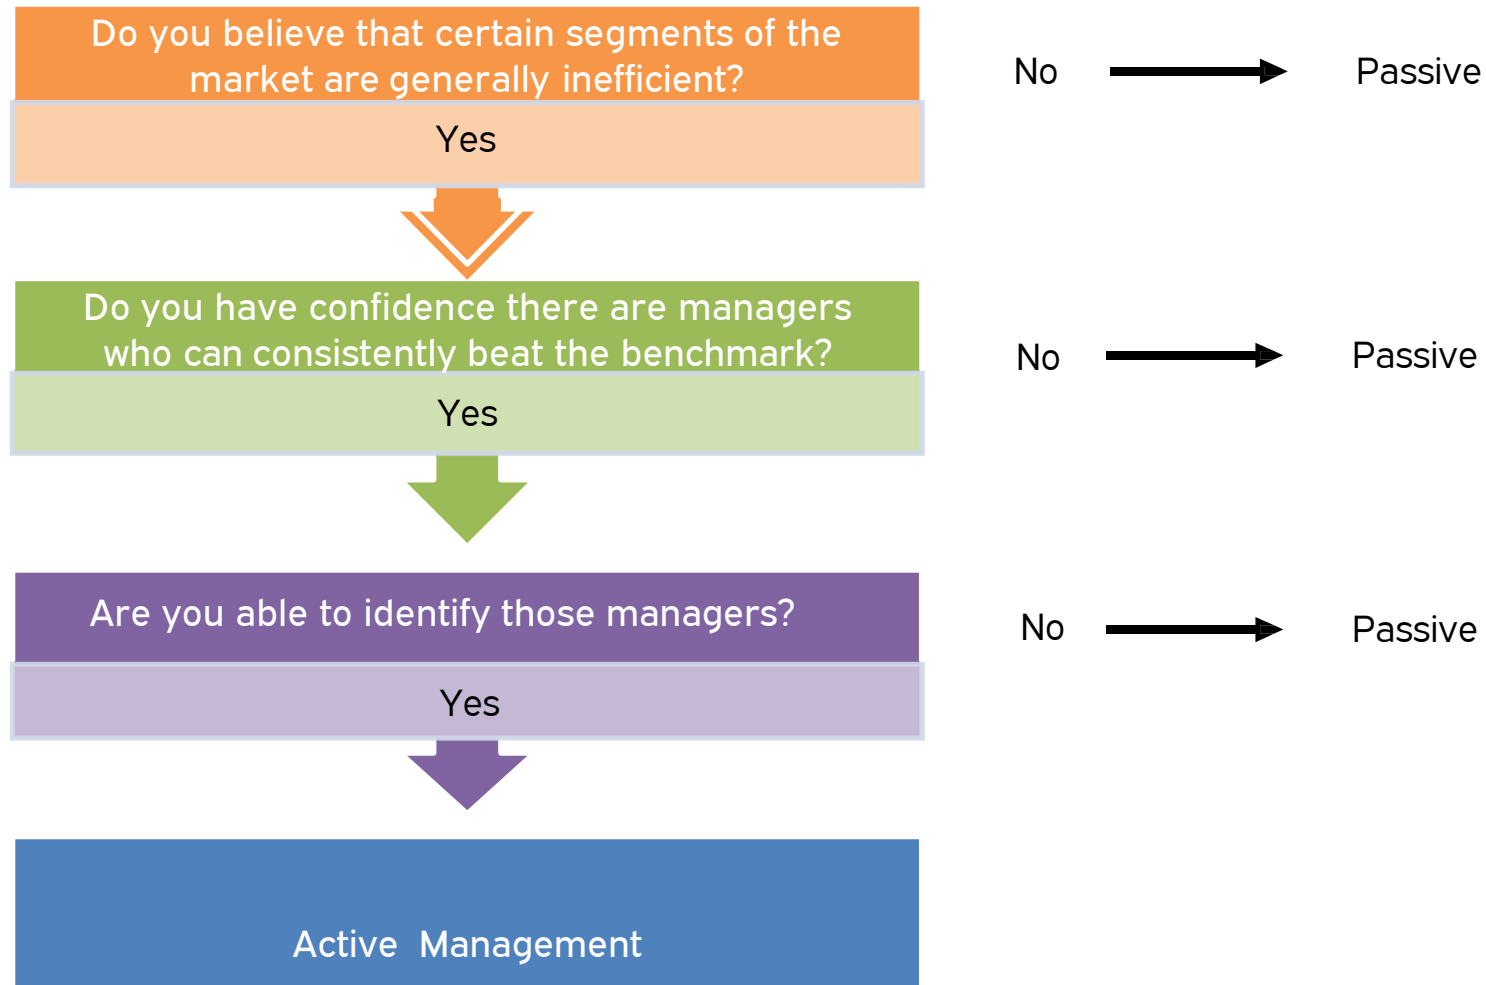 Do you believe that certain segments of the
market are generally inefficient?
No
Passive
Yes
Do you have confidence there are managers
who can consistently beat the benchmark?
No
Passive
Yes
Are you able to identify those managers?
No
Passive
Yes
Active Management